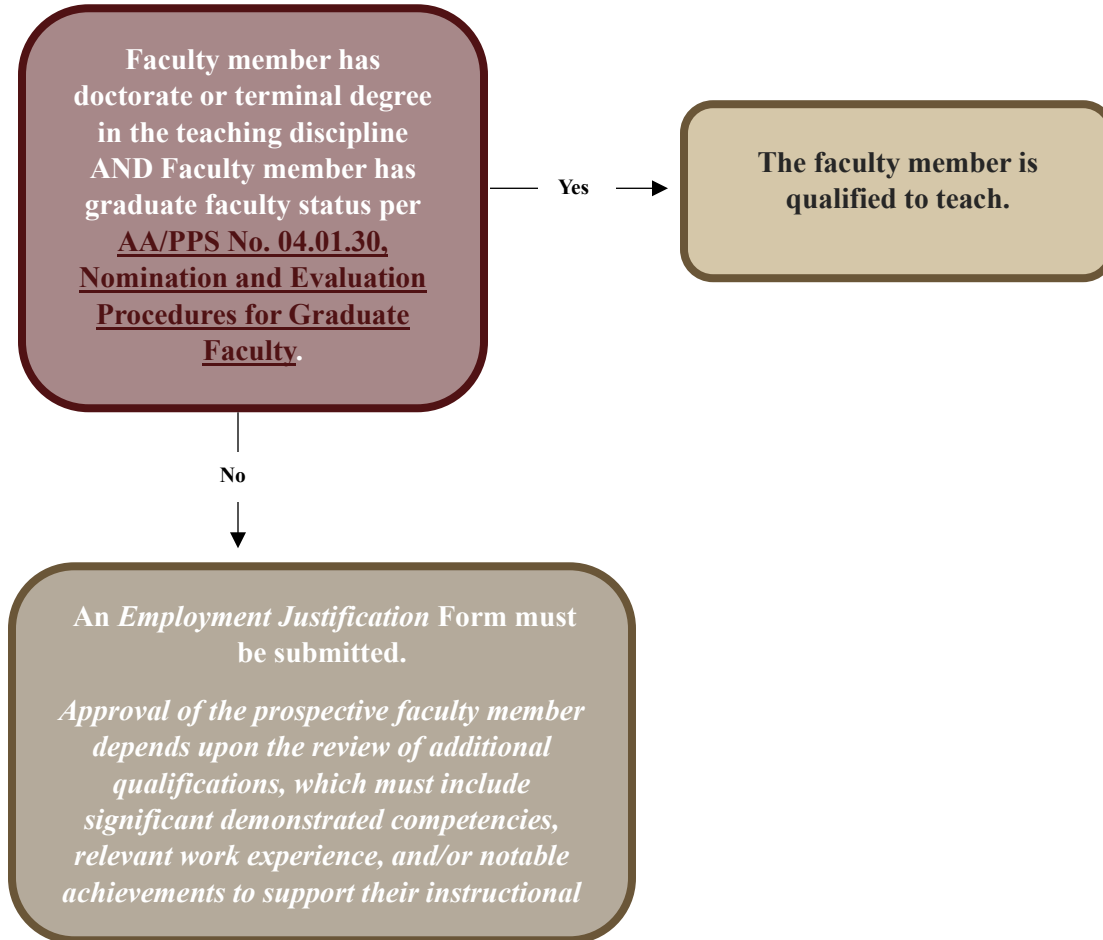 Faculty member has
doctorate or terminal degree
in the teaching discipline
AND Faculty member has
graduate faculty status per
AA/PPS No. 04.01.30,
Nomination and Evaluation
Procedures for Graduate
Faculty.
Yes
The faculty member is
qualified to teach.
No
An Employment Justification Form must
be submitted.
Approval of the prospective faculty member
depends upon the review of additional
qualifications, which must include
significant demonstrated competencies,
relevant work experience, and/or notable
achievements to support their instructional